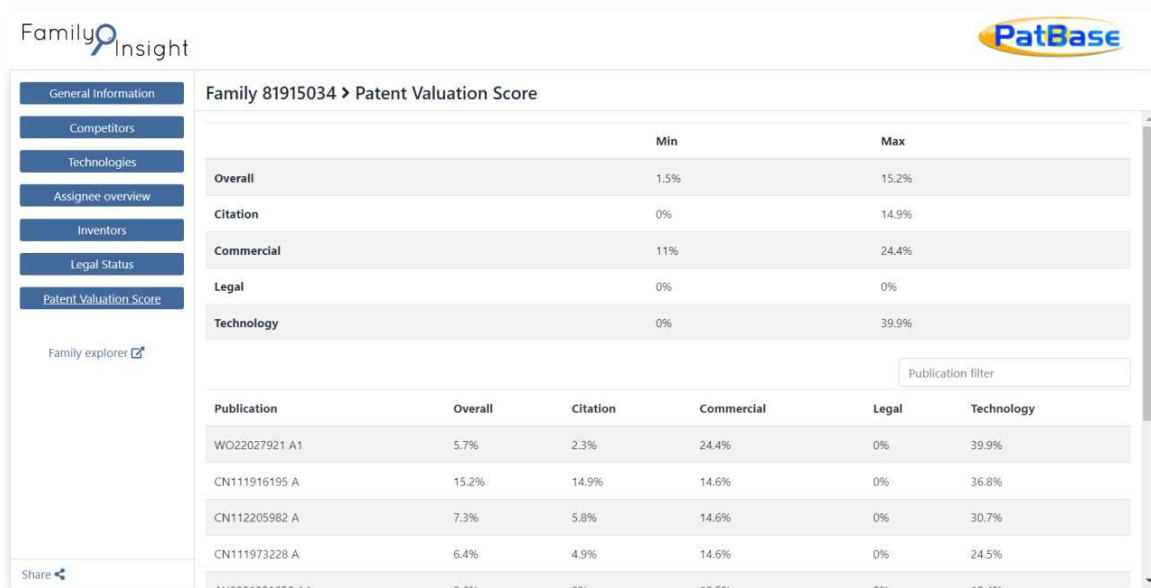 Family Insight
PatBase
General Information
Competitors
Technologies
Assignee overview
Inventors
Legal Status
Patent Valuation Score
Family explorer
Share
Family 81915034 > Patent Valuation Score
Min Max
Overall 1.5% 15.2%
Citation 0% 14.9%
Commercial 11% 24.4%
Legal 0% 0%
Technology 0% 39.9%
Publication filter
Publication Overall Citation Commercial Legal Technology
WO22027921 A1 5.7% 2.3% 24.4% 0% 39.9%
CN111916195 A 15.2% 14.9% 14.6% 0% 36.8%
CN112205982 A 7.3% 5.8% 14.6% 0% 30.7%
CN111973228 A 6.4% 4.9% 14.6% 0% 24.5%